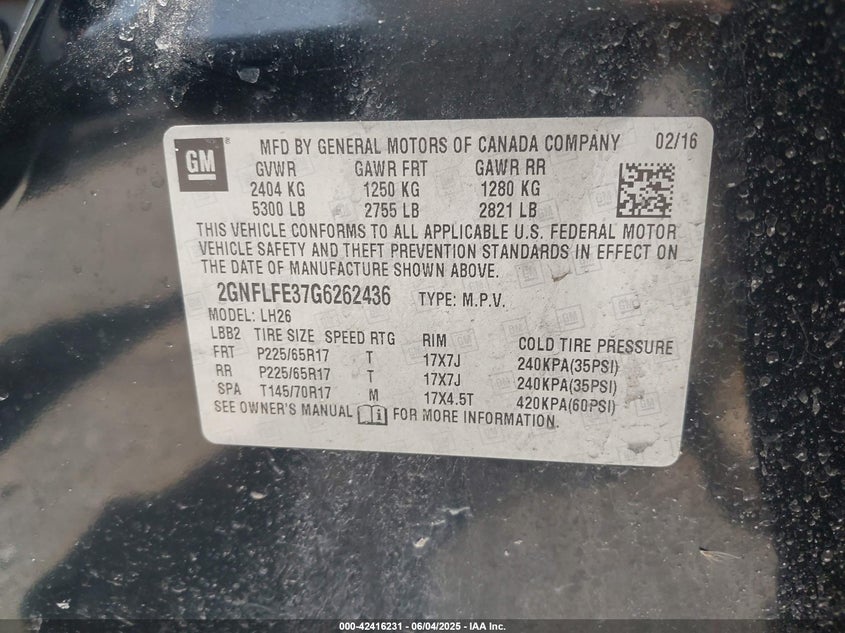 GM ® MFD BY GENERAL MOTORS OF CANADA COMPANY 02/16
GVWR GAWR FRT GAWR RR
2404 KG 1250 KG 1280 KG
5300 LB 2755 LB 2821 LB
THIS VEHICLE CONFORMS TO ALL APPLICABLE U.S. FEDERAL MOTOR
VEHICLE SAFETY AND THEFT PREVENTION STANDARDS IN EFFECT ON
THE DATE OF MANUFACTURE SHOWN ABOVE.
2GNFLFE37G6262436 TYPE: M.P.V.
MODEL: LH26
LBB2 TIRE SIZE SPEED RTG RIM COLD TIRE PRESSURE
FRT P225/65R17 T 17X7J 240KPA(35PSI)
RR P225/65R17 T 17X7J 240KPA(35PSI)
SPA T145/70R17 M 17X4.5T 420KPA(60PSI)
SEE OWNER'S MANUAL FOR MORE INFORMATION.
000-42416231 - 06/04/2025 - IAA Inc.